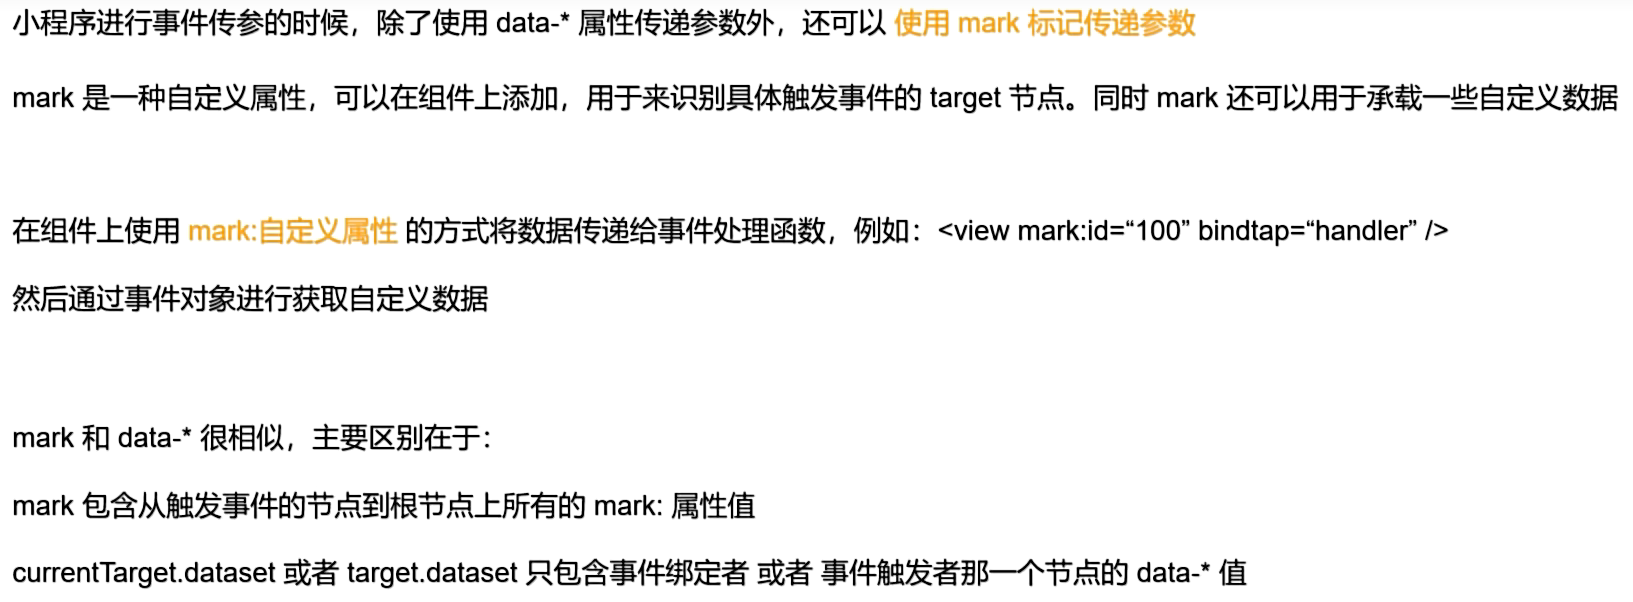 小程序进行事件传参的时候，除了使用 data-* 属性传递参数外，还可以 使用 mark 标记传递参数
mark 是一种自定义属性，可以在组件上添加，用于来识别具体触发事件的 target 节点。同时 mark 还可以用于承载一些自定义数据
在组件上使用 mark:自定义属性 的方式将数据传递给事件处理函数，例如：<view mark:id=“100” bindtap=“handler” />
然后通过事件对象进行获取自定义数据
mark 和 data-* 很相似，主要区别在于：
mark 包含从触发事件的节点到根节点上所有的 mark: 属性值
currentTarget.dataset 或者 target.dataset 只包含事件绑定者 或者 事件触发者那一个节点的 data-* 值